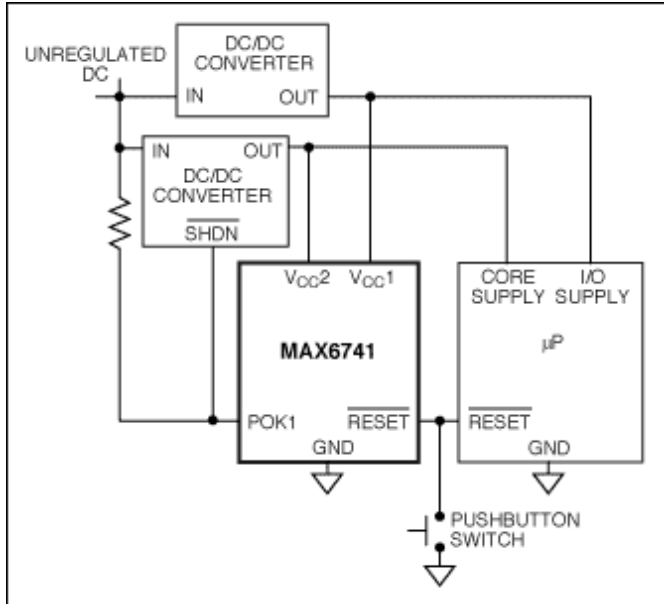 UNREGULATED
DC
DC/DC
CONVERTER
IN
OUT
IN
OUT
DC/DC
CONVERTER
SHDN
VCC2
VCC1
MAX6741
POK1
RESET
GND
CORE
SUPPLY
I/O
SUPPLY
µP
RESET
GND
PUSHBUTTON
SWITCH